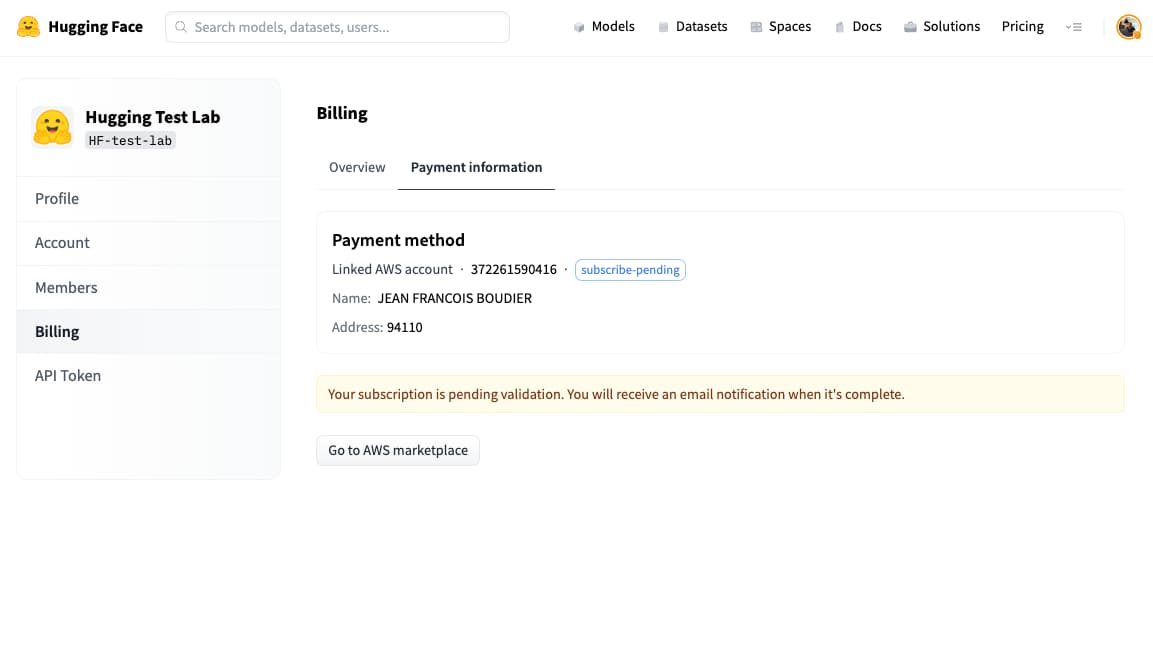 Hugging Face
Search models, datasets, users...
Models
Datasets
Spaces
Docs
Solutions
Pricing
Hugging Test Lab
HF-test-lab
Profile
Account
Members
Billing
API Token
Billing
Overview
Payment information
Payment method
Linked AWS account · 372261590416 · subscribe-pending
Name: JEAN FRANCOIS BOUDIER
Address: 94110
Your subscription is pending validation. You will receive an email notification when it's complete.
Go to AWS marketplace